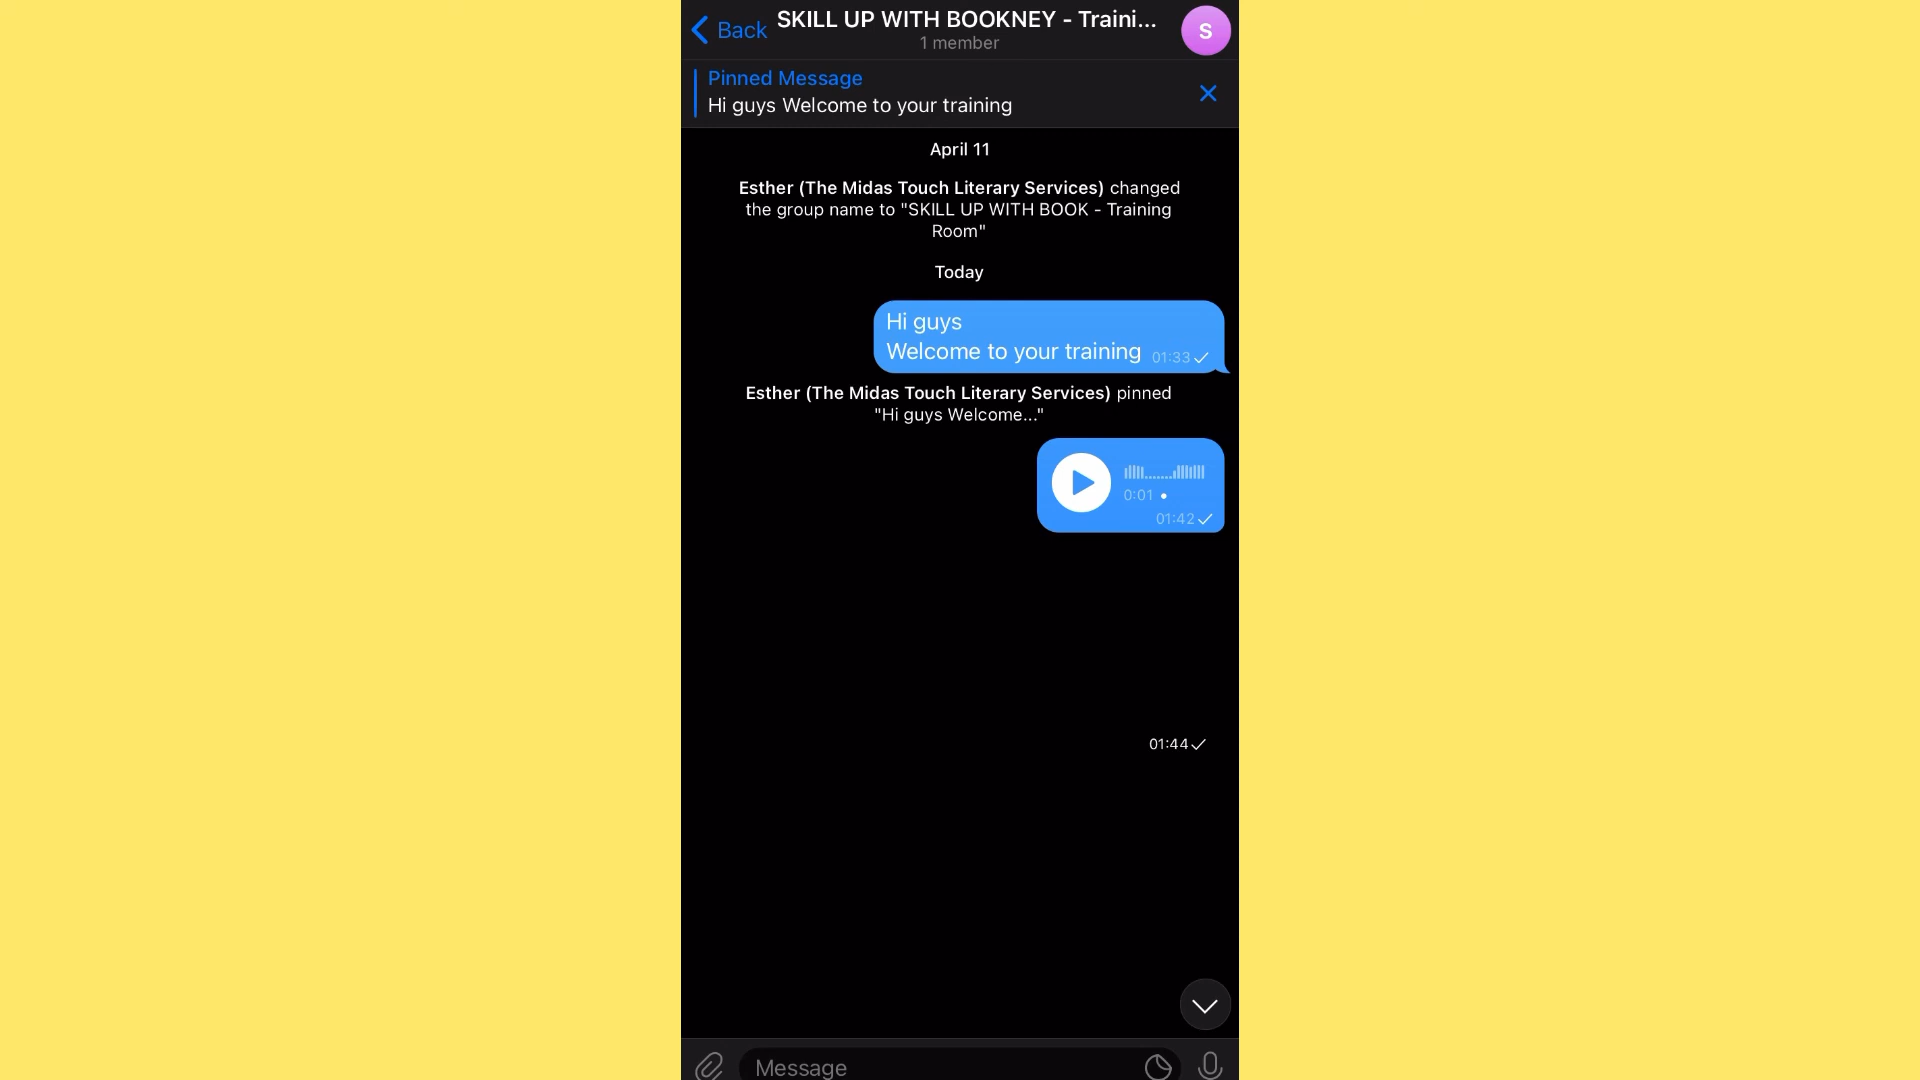 Back
SKILL UP WITH BOOKNEY - Traini...
1 member
S
Pinned Message
Hi guys Welcome to your training
April 11
Esther (The Midas Touch Literary Services) changed
the group name to "SKILL UP WITH BOOK - Training
Room"
Today
Hi guys
Welcome to your training 01:33
Esther (The Midas Touch Literary Services) pinned
"Hi guys Welcome..."
0:01
01:42
01:44
Message